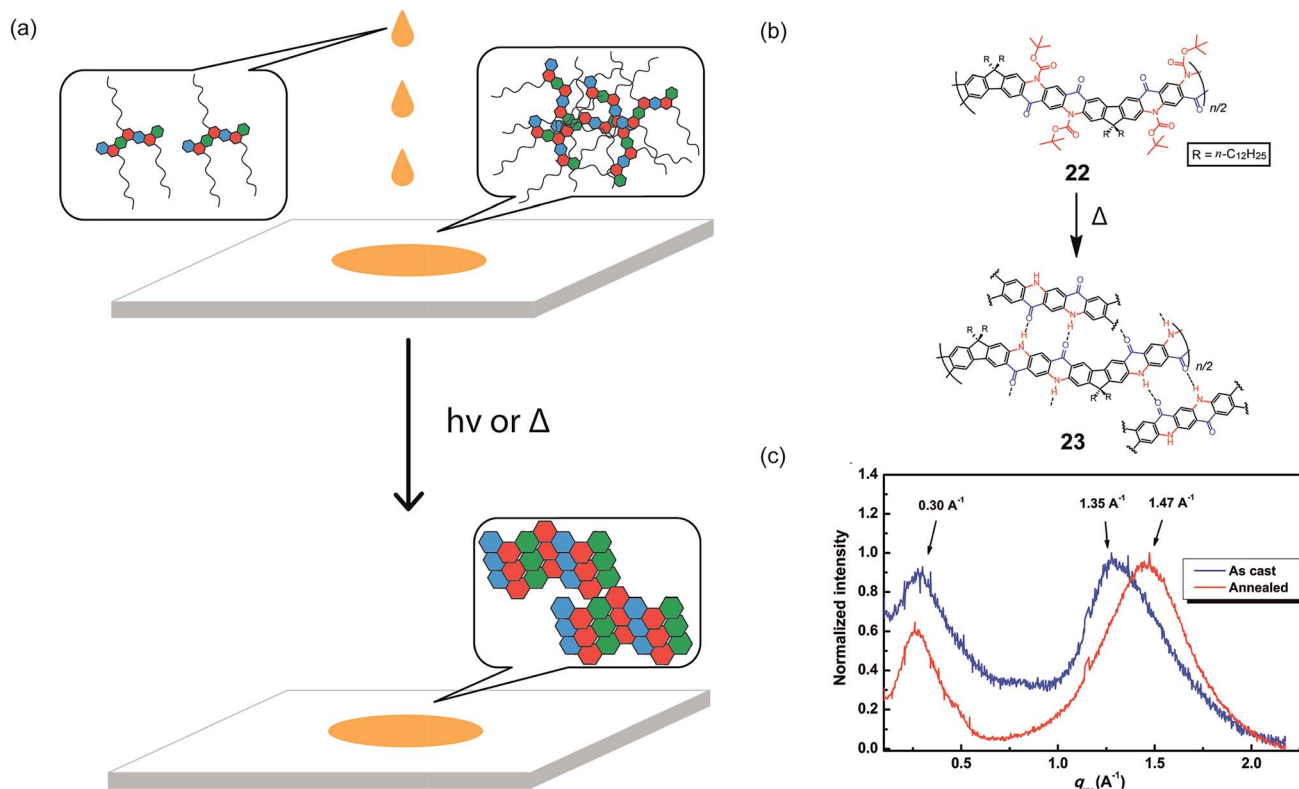 (a)
hν or Δ
(b)
R R
O O
N
O
O
N
O
O
N
O
N
O O
R R
n/2
R = n-C12H25
22
Δ
H
N
O
O
N
H
R R
H
N
O
O
N
H
R R
O
N
H
H
N
O
n/2
H
N
O
O
N
H
23
(c)
1.4
1.2
1.0
0.8
0.6
0.4
0.2
0.0
Normalized intensity
0.30 A-1
1.35 A-1
1.47 A-1
As cast
Annealed
0.5 1.0 1.5 2.0
(A-1)